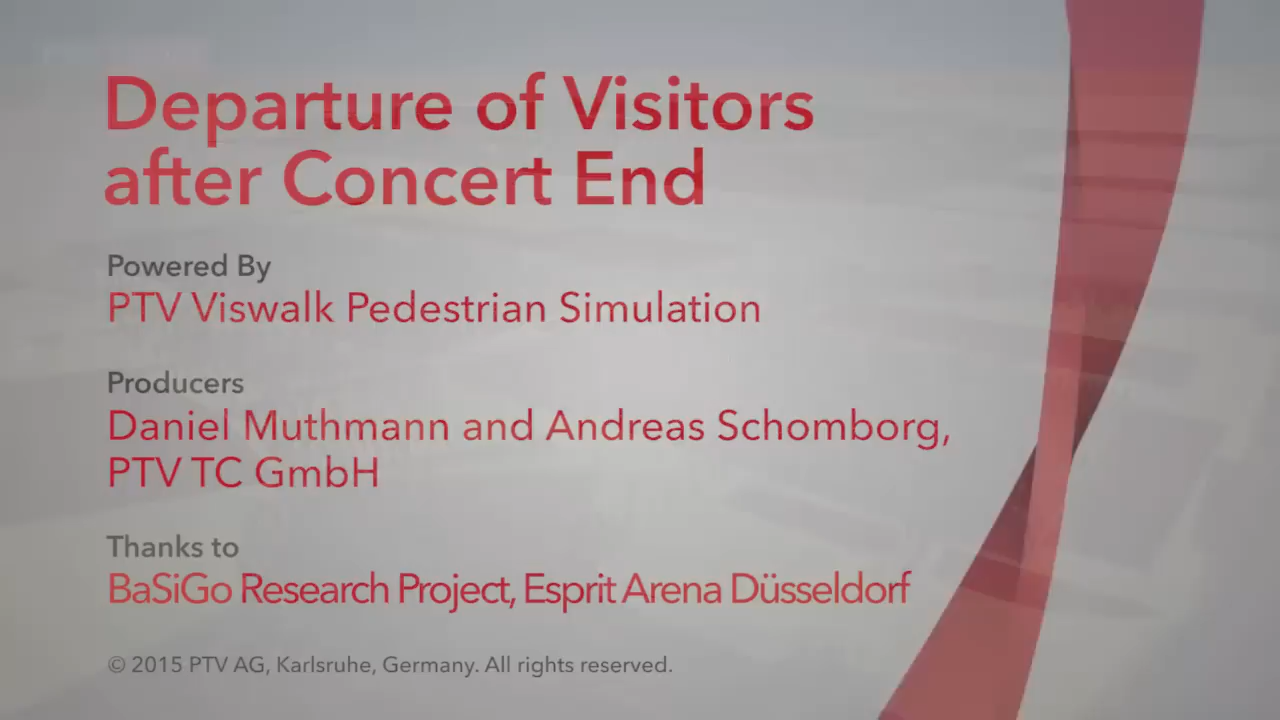 Departure of Visitors
after Concert End
Powered By
PTV Viswalk Pedestrian Simulation
Producers
Daniel Muthmann and Andreas Schomborg,
PTV TC GmbH
Thanks to
BaSiGo Research Project, Esprit Arena Düsseldorf
© 2015 PTV AG, Karlsruhe, Germany. All rights reserved.